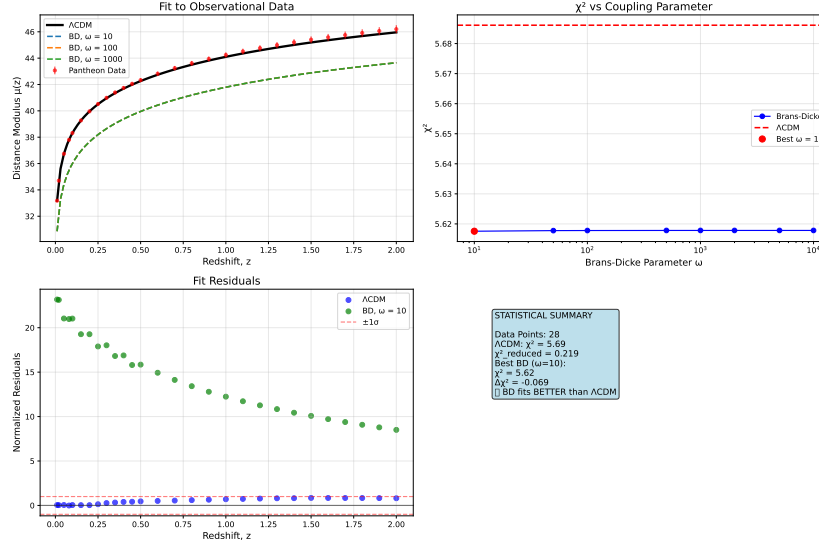 Fit to Observational Data
Distance Modulus μ(z)
46
44
42
40
38
36
34
32
ΛCDM
BD, ω = 10
BD, ω = 100
BD, ω = 1000
Pantheon Data
0.00 0.25 0.50 0.75 1.00 1.25 1.50 1.75 2.00
Redshift, z
χ² vs Coupling Parameter
χ²
5.68
5.67
5.66
5.65
5.64
5.63
5.62
Brans-Dicke
ΛCDM
Best ω = 1
10¹ 10² 10³ 10⁴
Brans-Dicke Parameter ω
Fit Residuals
Normalized Residuals
20
15
10
5
0
ΛCDM
BD, ω = 10
±1σ
0.00 0.25 0.50 0.75 1.00 1.25 1.50 1.75 2.00
Redshift, z
STATISTICAL SUMMARY
Data Points: 28
ΛCDM: χ² = 5.69
χ²_reduced = 0.219
Best BD (ω=10):
χ² = 5.62
Δχ² = -0.069
▯ BD fits BETTER than ΛCDM